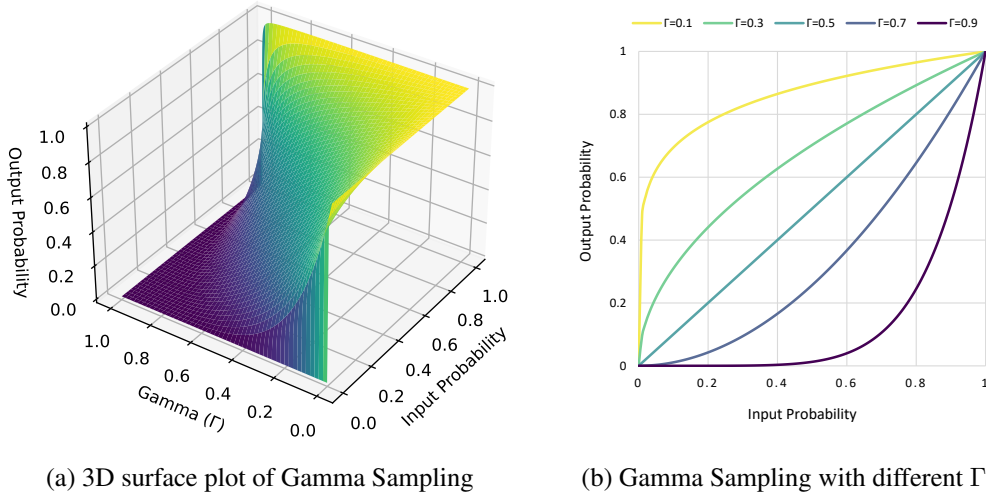 1.0
0.8
0.6
0.4
0.2
0.0
Output Probability
1.0
0.8
0.6
0.4
0.2
0.0
Gamma (Γ)
0.0
0.2
0.4
0.6
0.8
1.0
Input Probability
(a) 3D surface plot of Gamma Sampling
Γ=0.1 Γ=0.3 Γ=0.5 Γ=0.7 Γ=0.9
1
0.8
0.6
0.4
0.2
0
Output Probability
0 0.2 0.4 0.6 0.8 1
Input Probability
(b) Gamma Sampling with different Γ